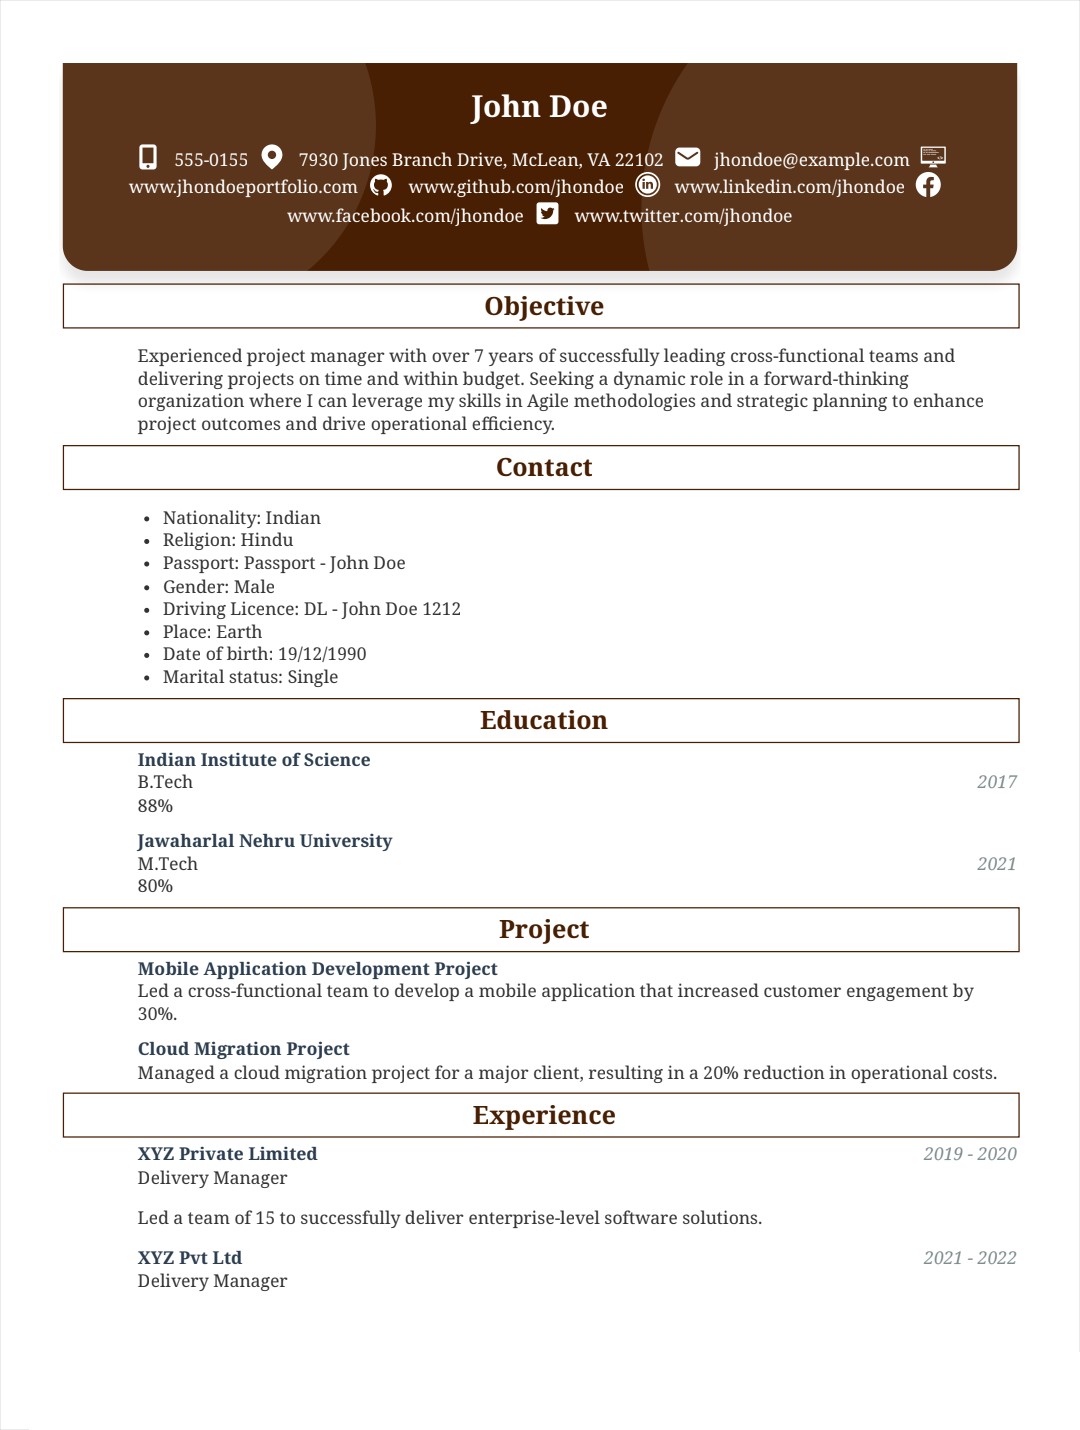 John Doe
555-0155 7930 Jones Branch Drive, McLean, VA 22102 jhondoe@example.com
www.jhondoeportfolio.com www.github.com/jhondoe www.linkedin.com/jhondoe
www.facebook.com/jhondoe www.twitter.com/jhondoe
Objective
Experienced project manager with over 7 years of successfully leading cross-functional teams and
delivering projects on time and within budget. Seeking a dynamic role in a forward-thinking
organization where I can leverage my skills in Agile methodologies and strategic planning to enhance
project outcomes and drive operational efficiency.
Contact
• Nationality: Indian
• Religion: Hindu
• Passport: Passport - John Doe
• Gender: Male
• Driving Licence: DL - John Doe 1212
• Place: Earth
• Date of birth: 19/12/1990
• Marital status: Single
Education
Indian Institute of Science
B.Tech 2017
88%
Jawaharlal Nehru University
M.Tech 2021
80%
Project
Mobile Application Development Project
Led a cross-functional team to develop a mobile application that increased customer engagement by
30%.
Cloud Migration Project
Managed a cloud migration project for a major client, resulting in a 20% reduction in operational costs.
Experience
XYZ Private Limited 2019 - 2020
Delivery Manager
Led a team of 15 to successfully deliver enterprise-level software solutions.
XYZ Pvt Ltd 2021 - 2022
Delivery Manager